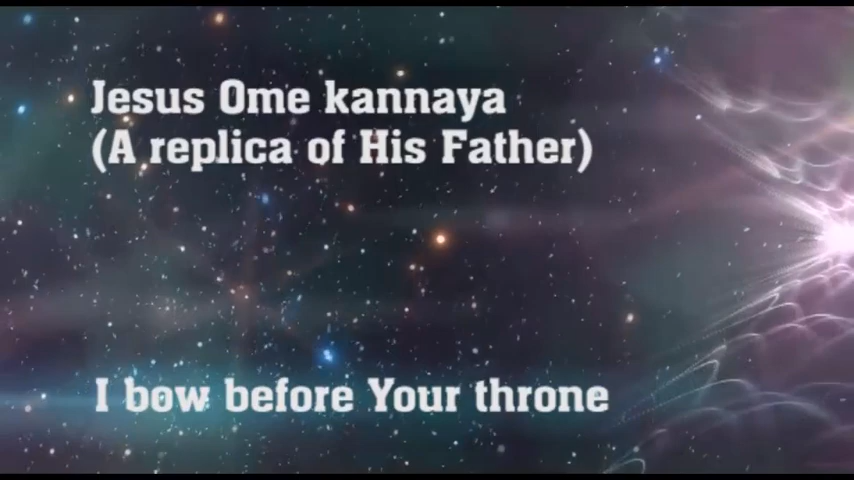 Jesus Ome kannaya
(A replica of His Father)
I bow before Your throne